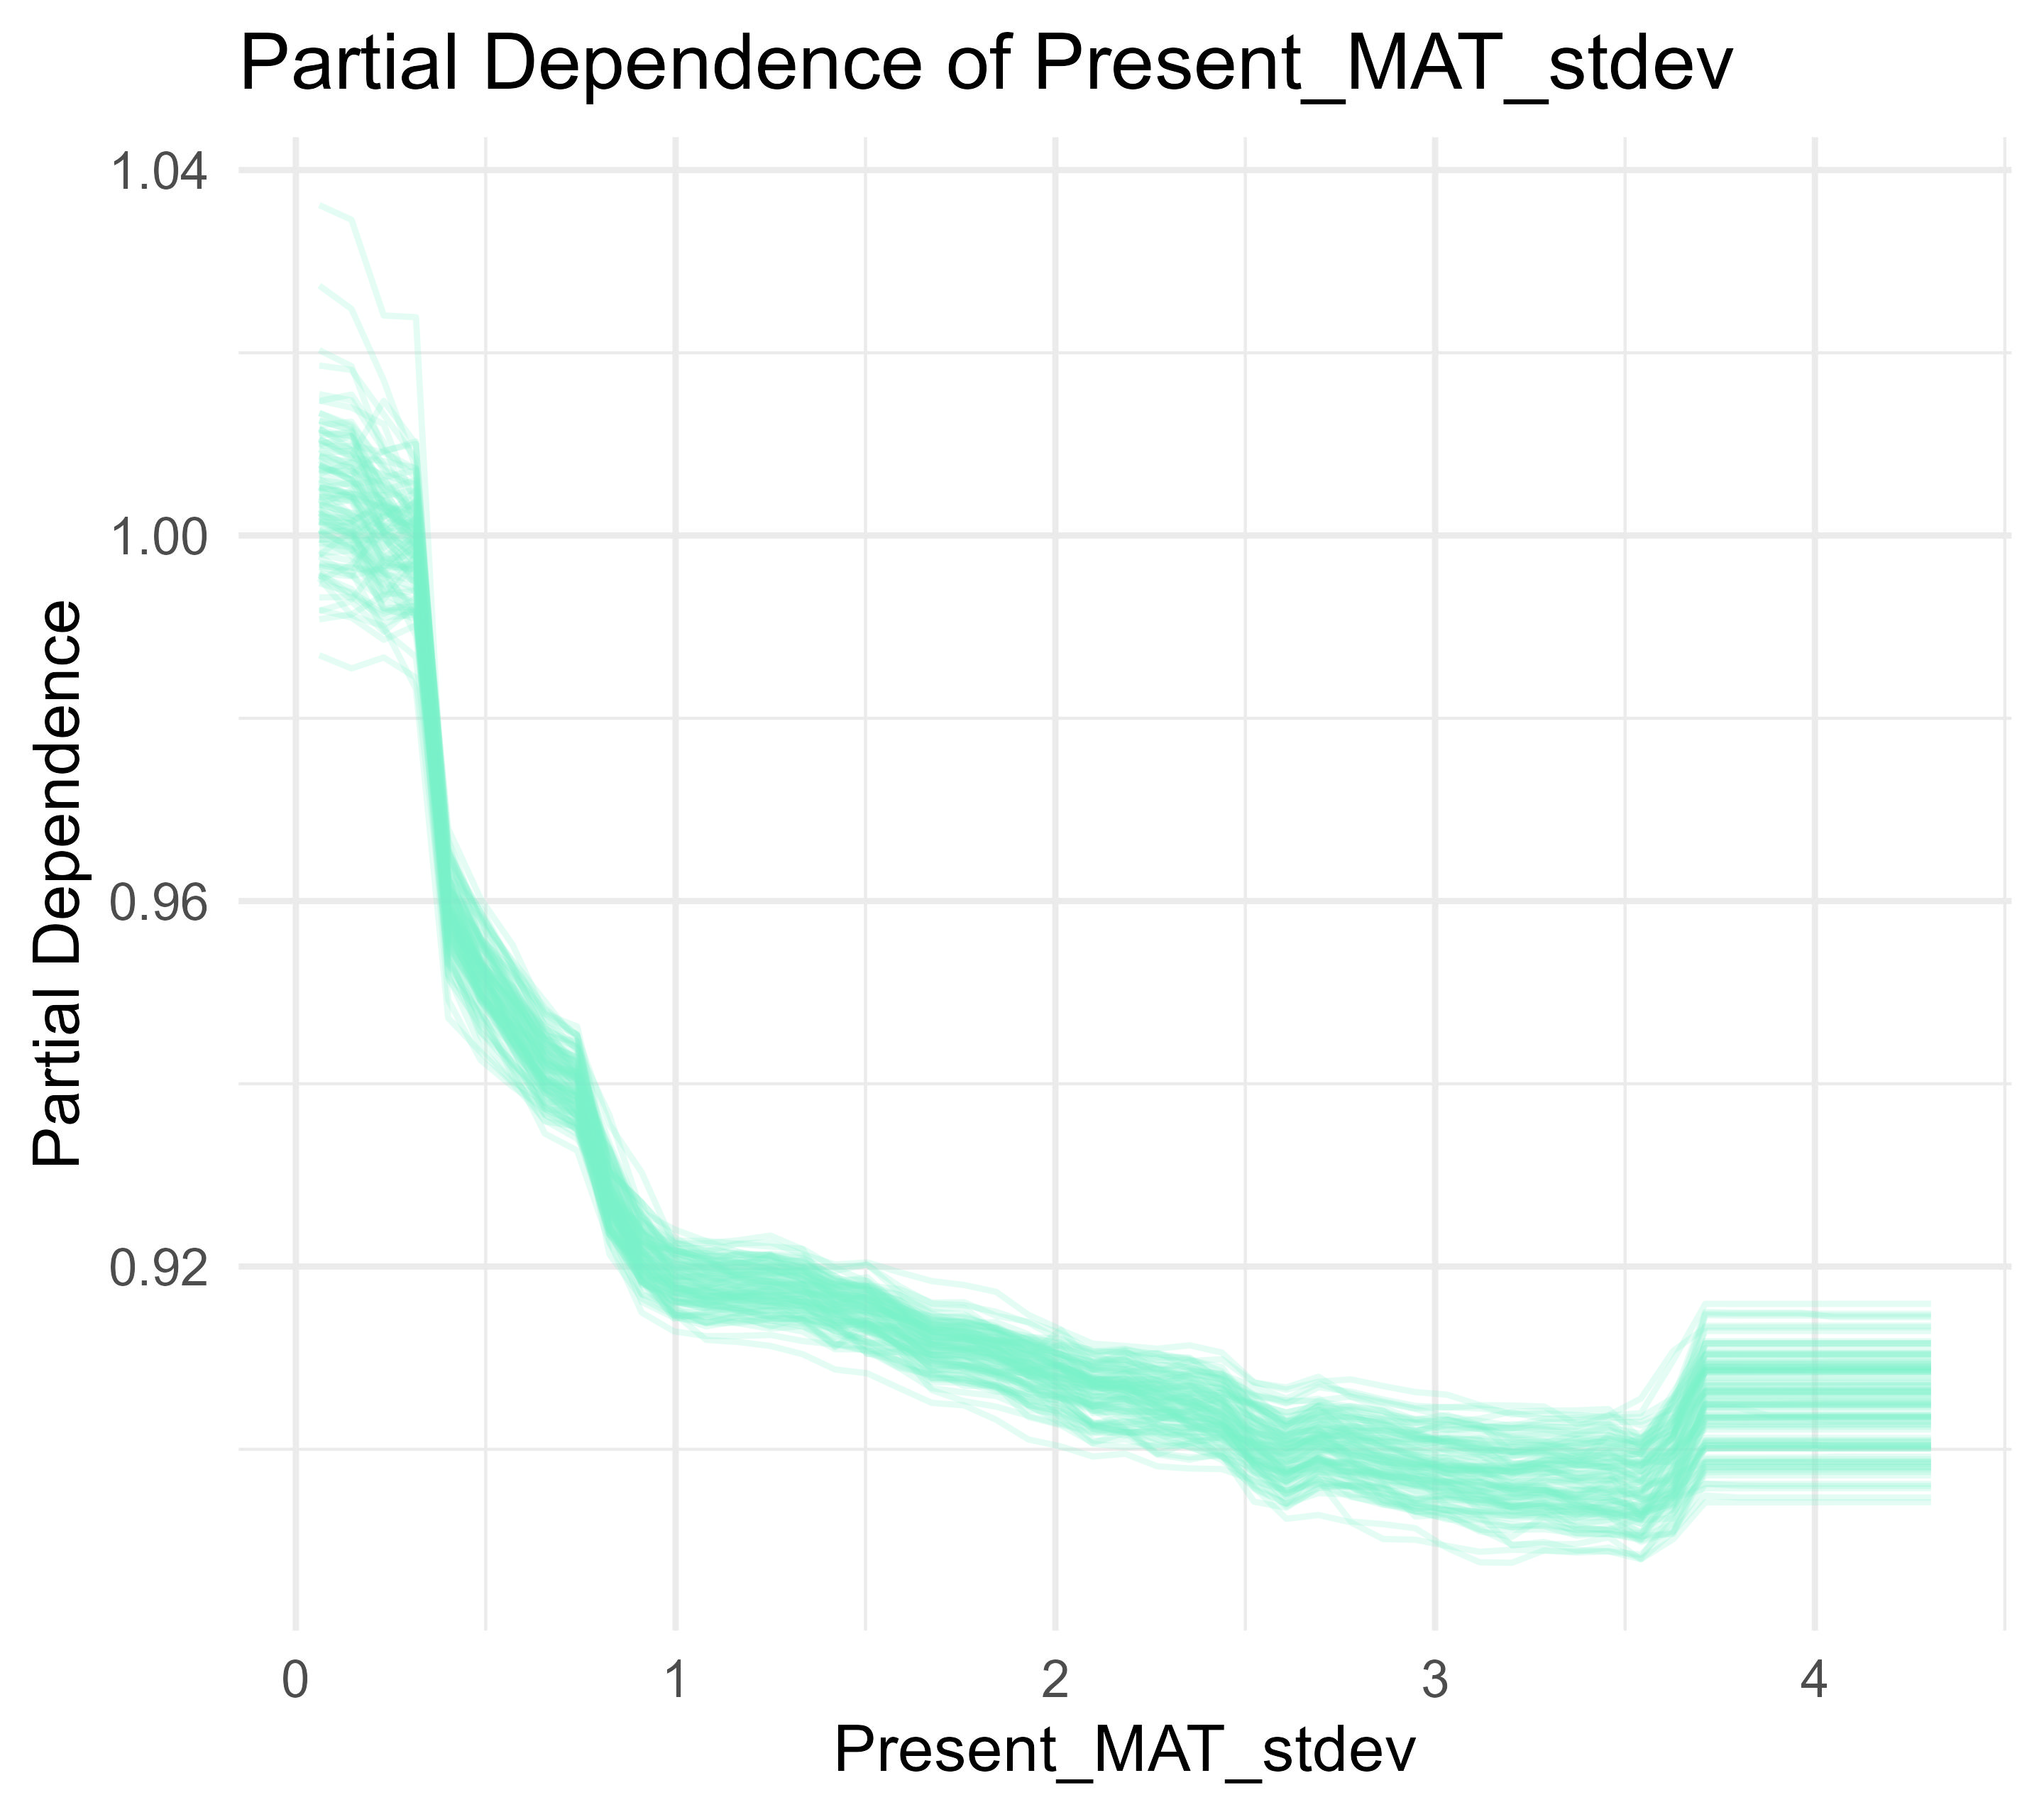 Partial Dependence of Present_MAT_stdev
1.04
1.00
0.96
0.92
Partial Dependence
0 1 2 3 4
Present_MAT_stdev